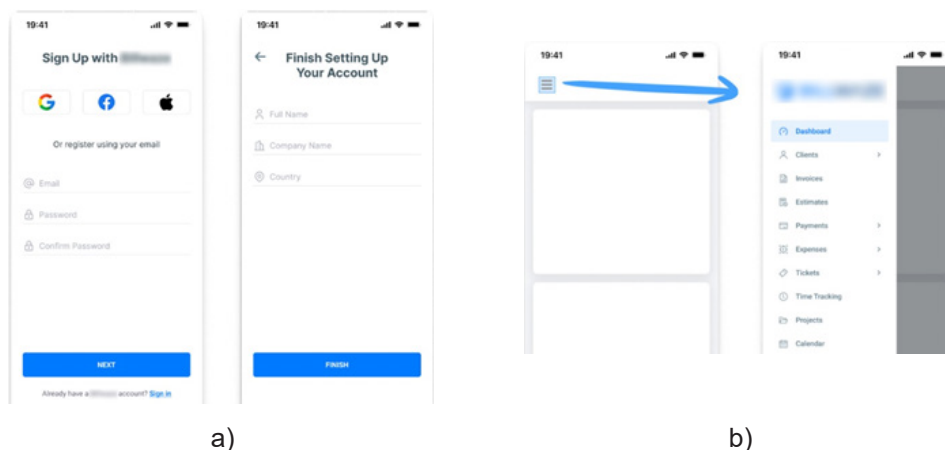 19:41
Sign Up with
Or register using your email
Email
Password
Confirm Password
NEXT
Already have a account? Sign in
19:41
Finish Setting Up
Your Account
Full Name
Company Name
Country
FINISH
a)
19:41
19:41
Dashboard
Clients
Invoices
Estimates
Payments
Expenses
Tickets
Time Tracking
Projects
Calendar
b)